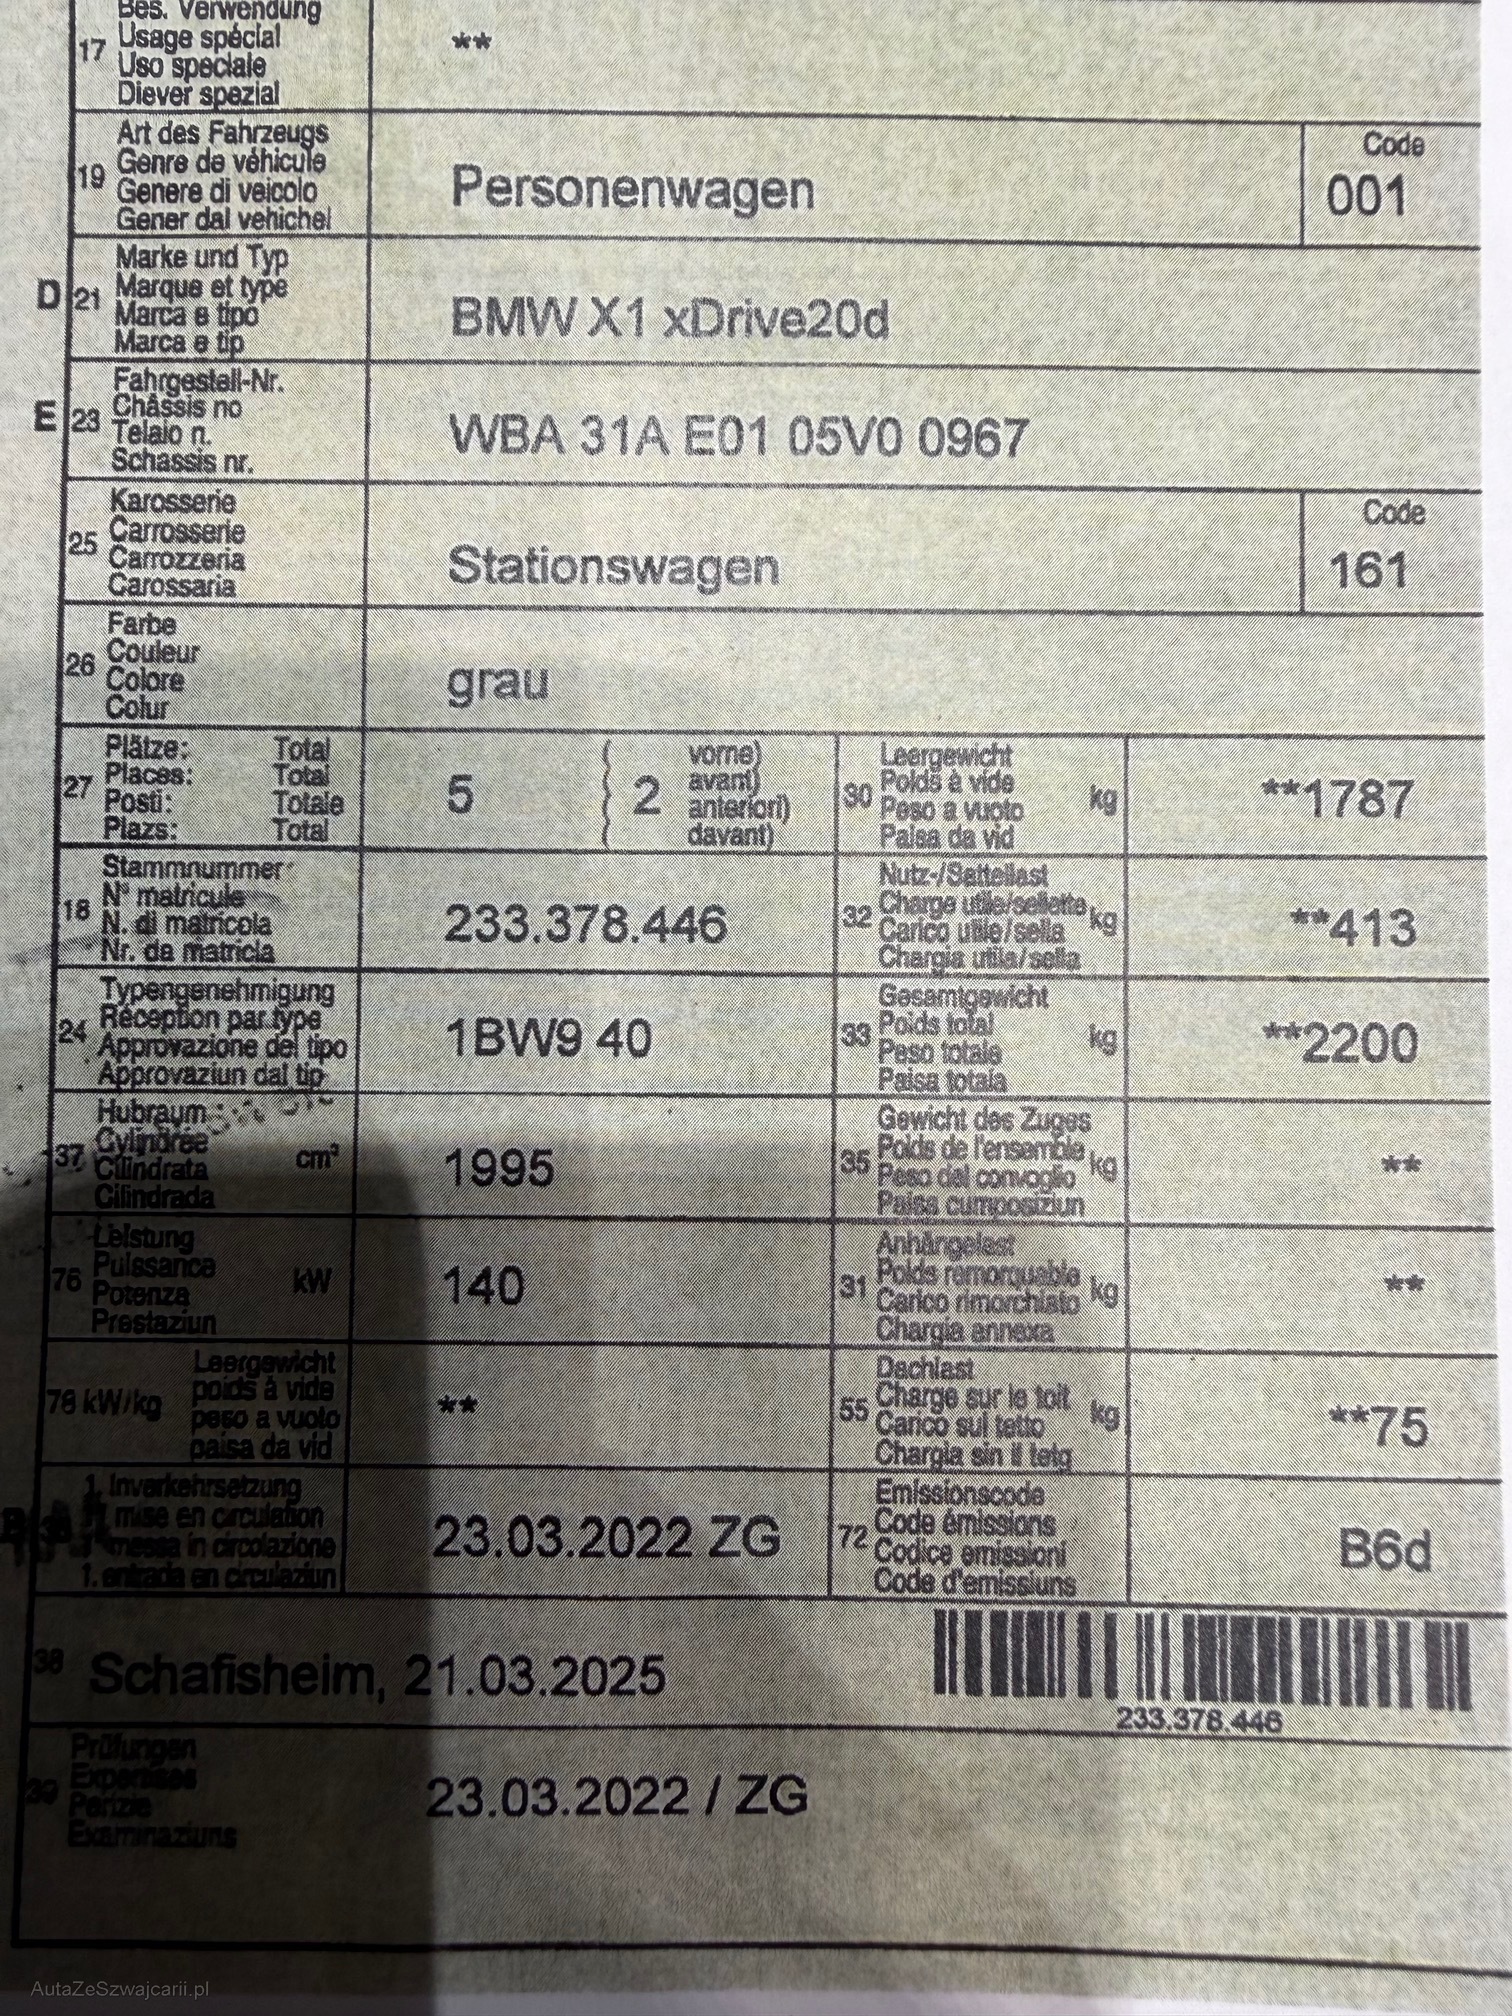 Bes. Verwendung
17 Usage spécial **
Uso speciale
Diever spezial
Art des Fahrzeugs Code
19 Genre de véhicule Personenwagen 001
Genere di veicolo
Gener dal vehichel
Marke und Typ
D 21 Marque et type BMW X1 xDrive20d
Marca e tipo
Marca e tip
Fahrgestell-Nr.
E 23 Châssis no WBA 31A E01 05V0 0967
Telaio n.
Schassis nr.
Karosserie Code
25 Carrosserie Stationswagen 161
Carrozzeria
Carossaria
Farbe
26 Couleur grau
Colore
Colur
Plätze: Total vorne) Leergewicht
27 Places: Total 5 2 avant) 30 Poids à vide kg **1787
Posti: Totale anteriori) Peso a vuoto
Plazs: Total davant) Paisa da vid
Stammnummer Nutz-/Sattellast
18 N° matricule 233.378.446 32 Charge utile/sellette kg **413
N. di matricola Carico utile/sella
Nr. da matricla Chargia utila/sella
Typengenehmigung Gesamtgewicht
24 Réception par type 1BW9 40 33 Poids total kg **2200
Approvazione del tipo Peso totale
Approvaziun dal tip Paisa totala
Hubraum Gewicht des Zuges
37 Cylindrée cm³ 1995 35 Poids de l'ensemble kg **
Cilindrata Peso del convoglio
Cilindrada Paisa cumposiziun
Leistung Anhängelast
76 Puissance kW 140 31 Poids remorquable kg **
Potenza Carico rimorchiato
Prestaziun Chargia annexa
Leergewicht Dachlast
78 kW/kg poids à vide ** 55 Charge sur le toit kg **75
peso a vuoto Carico sul tetto
paisa da vid Chargia sin il tetg
1. Inverkehrsetzung Emissionscode
mise en circulation 23.03.2022 ZG 72 Code émissions B6d
messa in circolazione Codice emissioni
1. entrada en circulaziun Code d'emissiuns
38 Schafisheim, 21.03.2025
233.378.446
Prüfungen
Expertises 23.03.2022 / ZG
Perizie
Examinaziuns
AutaZeSzwajcarii.pl